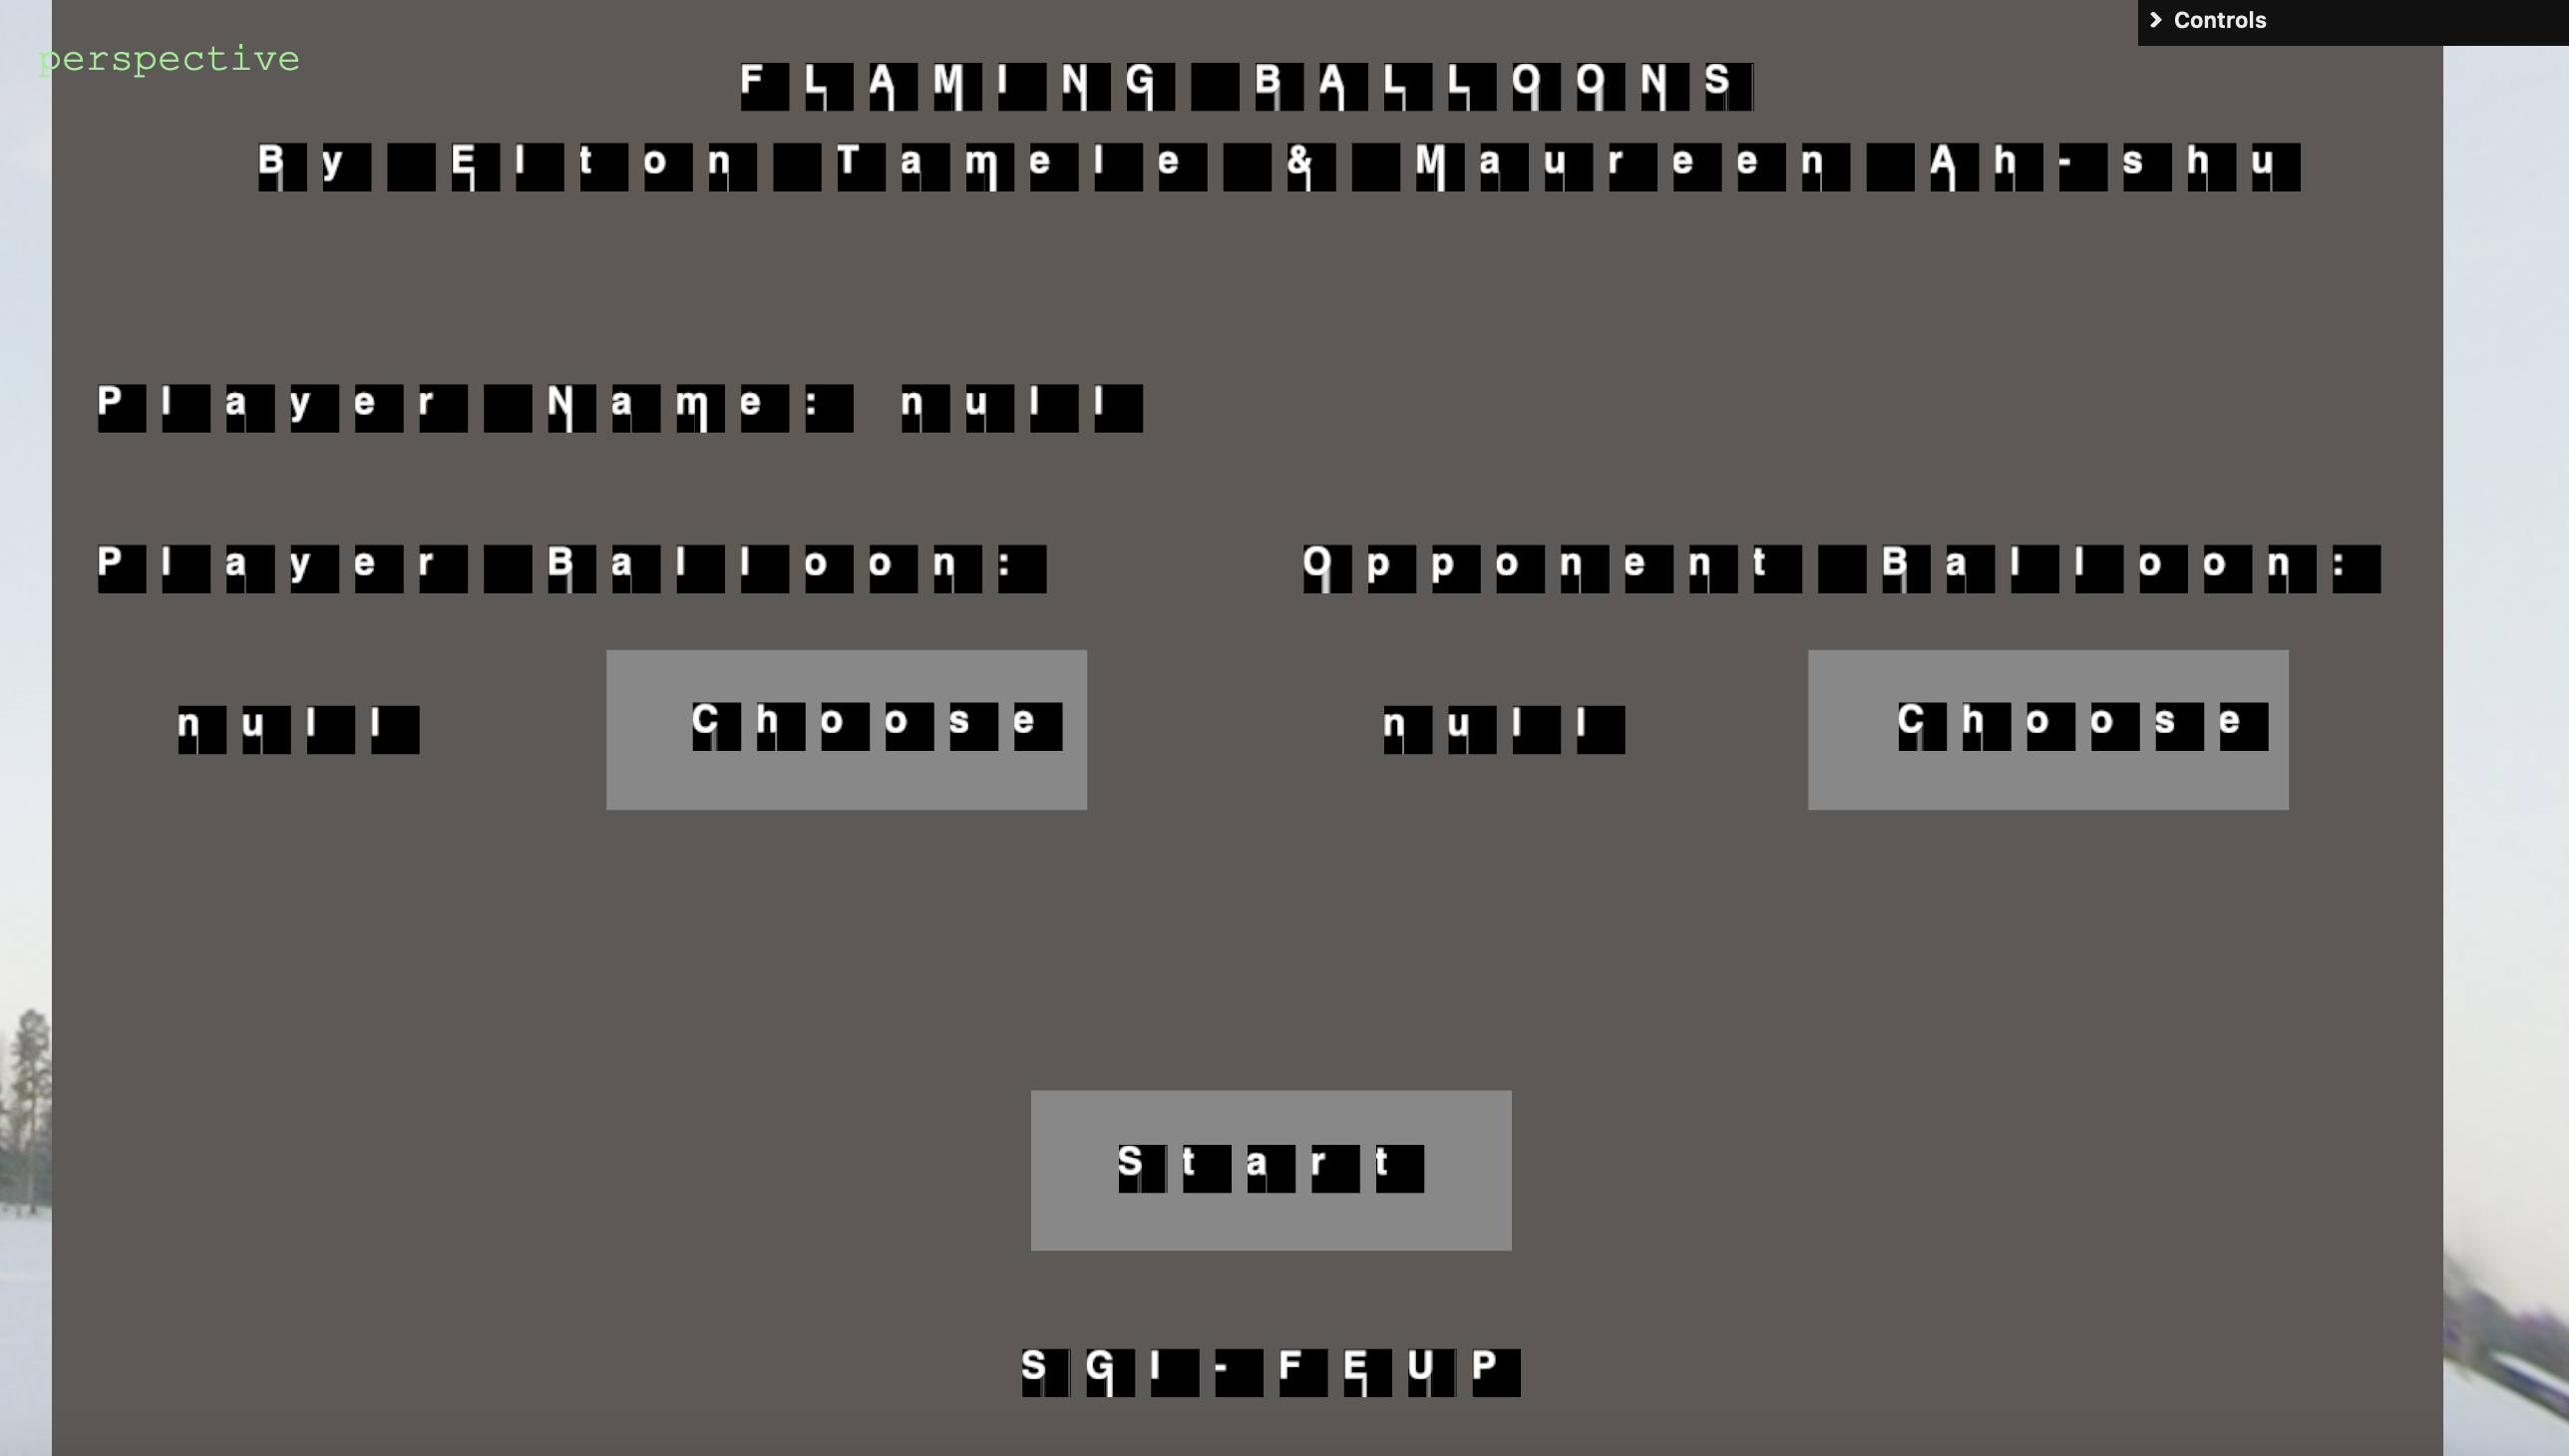 Controls
perspective
FLAMING BALLOONS
By Elton Tamele & Maureen Ah-shu
Player Name: null
Player Balloon:
Opponent Balloon:
null
Choose
null
Choose
Start
SGI-FEUP